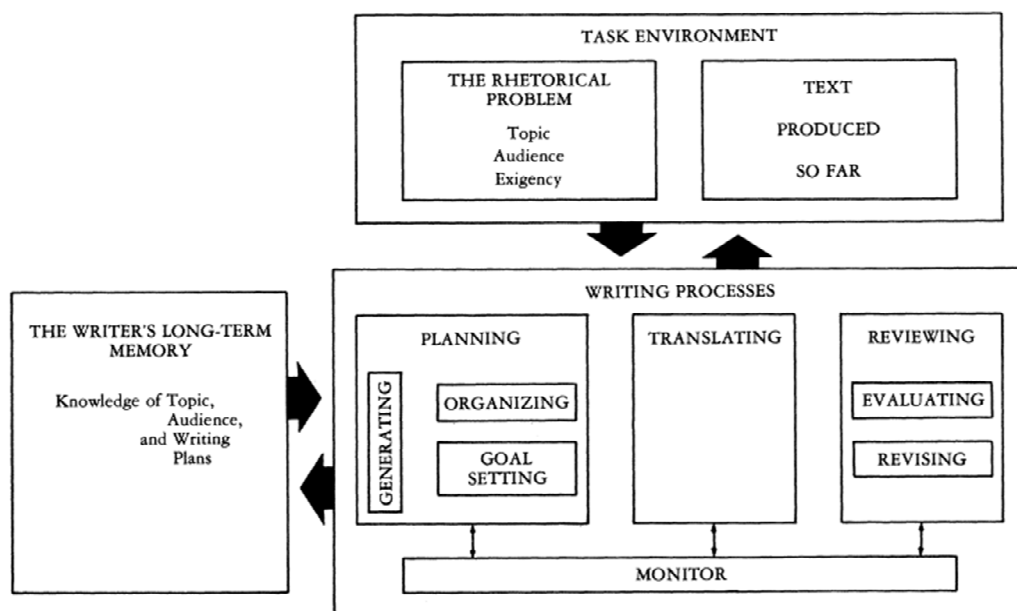 TASK ENVIRONMENT
THE RHETORICAL
PROBLEM
Topic
Audience
Exigency
TEXT
PRODUCED
SO FAR
THE WRITER'S LONG-TERM
MEMORY
Knowledge of Topic,
Audience,
and Writing
Plans
WRITING PROCESSES
PLANNING
GENERATING
ORGANIZING
GOAL
SETTING
TRANSLATING
REVIEWING
EVALUATING
REVISING
MONITOR